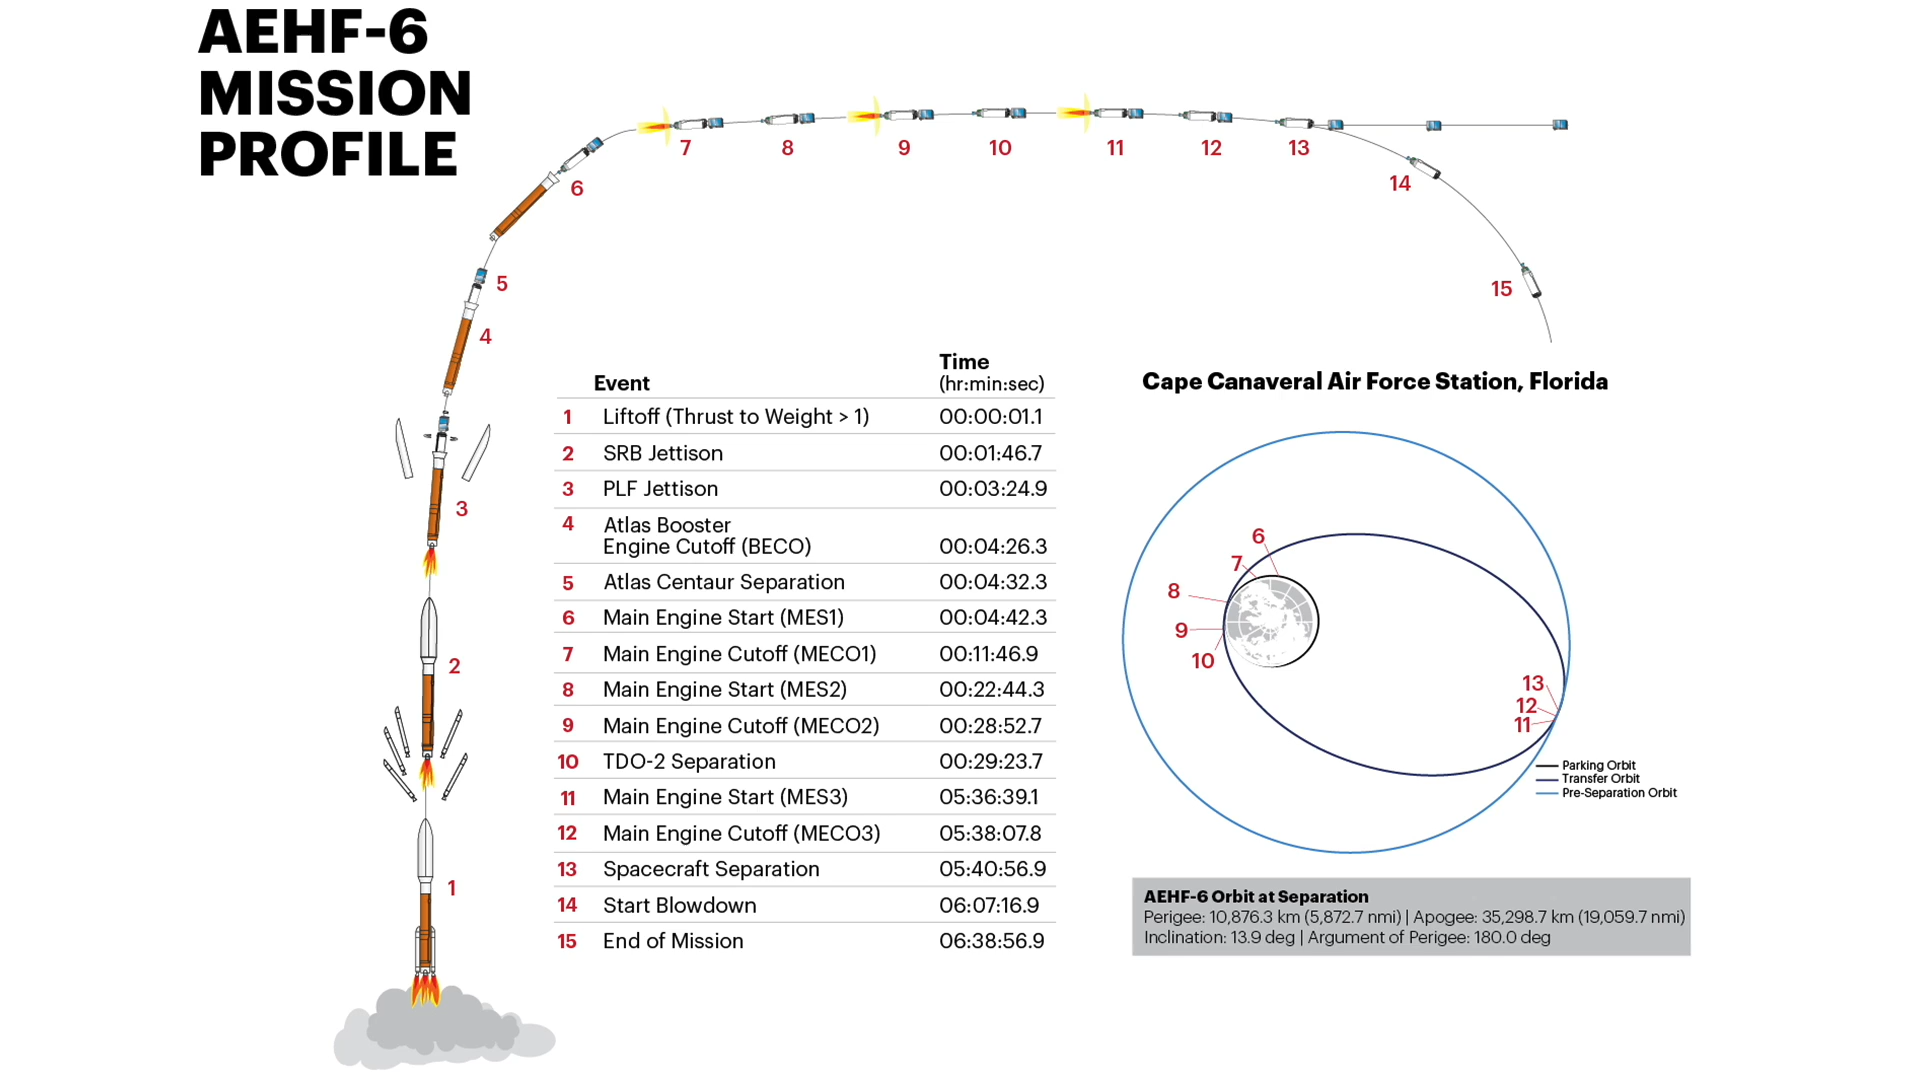 AEHF-6
MISSION
PROFILE
7
8
9
10
11
12
13
6
14
5
15
4
3
2
1
Event Time
(hr:min:sec)
1 Liftoff (Thrust to Weight > 1) 00:00:01.1
2 SRB Jettison 00:01:46.7
3 PLF Jettison 00:03:24.9
4 Atlas Booster
Engine Cutoff (BECO) 00:04:26.3
5 Atlas Centaur Separation 00:04:32.3
6 Main Engine Start (MES1) 00:04:42.3
7 Main Engine Cutoff (MECO1) 00:11:46.9
8 Main Engine Start (MES2) 00:22:44.3
9 Main Engine Cutoff (MECO2) 00:28:52.7
10 TDO-2 Separation 00:29:23.7
11 Main Engine Start (MES3) 05:36:39.1
12 Main Engine Cutoff (MECO3) 05:38:07.8
13 Spacecraft Separation 05:40:56.9
14 Start Blowdown 06:07:16.9
15 End of Mission 06:38:56.9
Cape Canaveral Air Force Station, Florida
6
7
8
9
10
13
12
11
Parking Orbit
Transfer Orbit
Pre-Separation Orbit
AEHF-6 Orbit at Separation
Perigee: 10,876.3 km (5,872.7 nmi) | Apogee: 35,298.7 km (19,059.7 nmi)
Inclination: 13.9 deg | Argument of Perigee: 180.0 deg